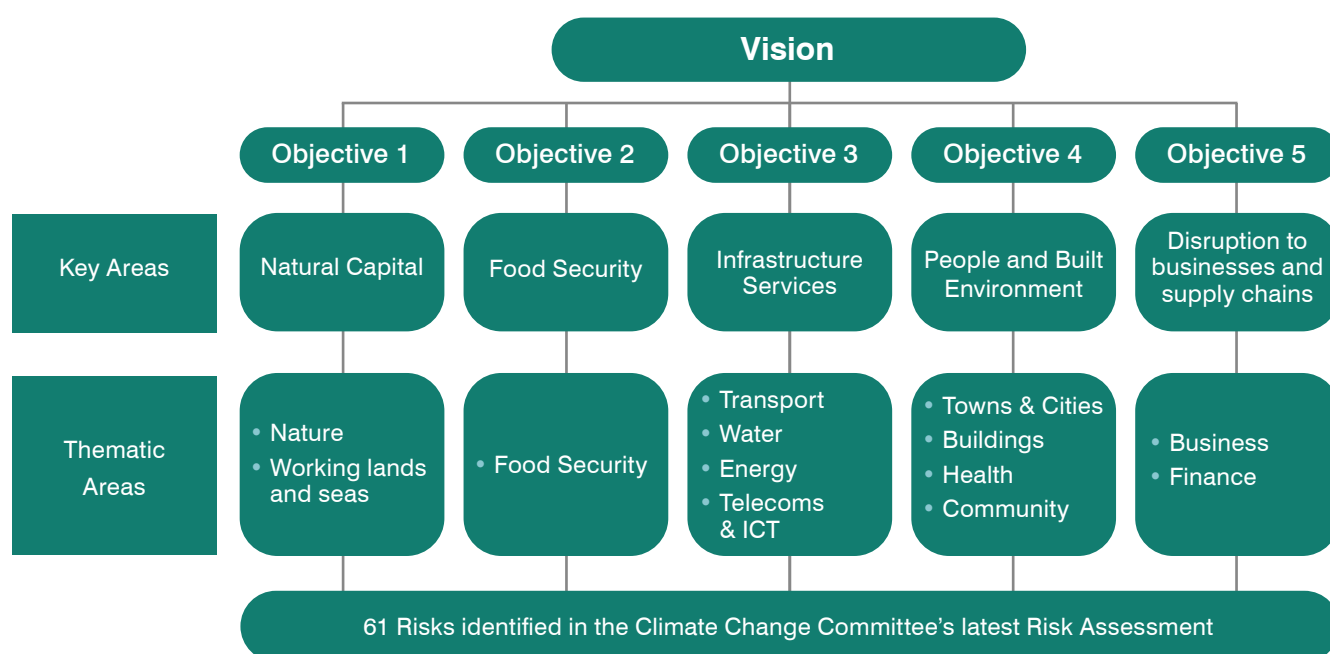 Vision
Objective 1
Objective 2
Objective 3
Objective 4
Objective 5
Key Areas
Natural Capital
Food Security
Infrastructure
Services
People and Built
Environment
Disruption to
businesses and
supply chains
Thematic
Areas
• Nature
• Working lands
and seas
• Food Security
• Transport
• Water
• Energy
• Telecoms
& ICT
• Towns & Cities
• Buildings
• Health
• Community
• Business
• Finance
61 Risks identified in the Climate Change Committee’s latest Risk Assessment